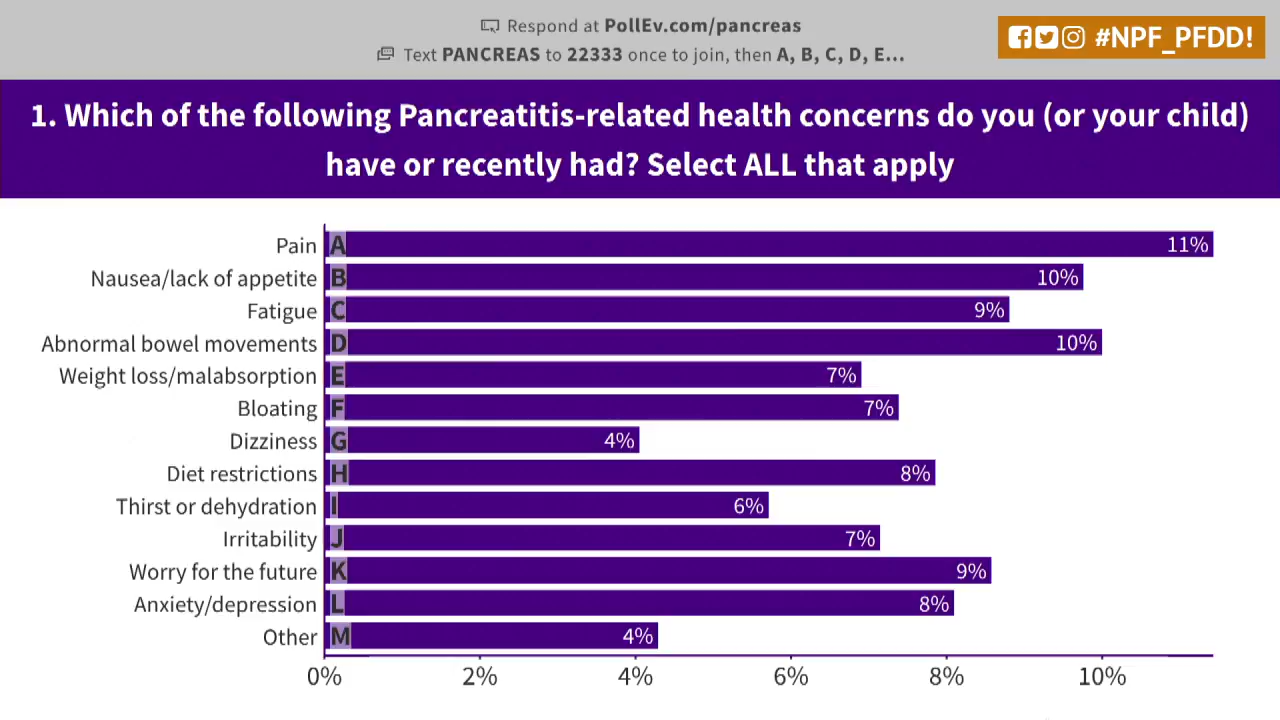 Respond at PollEv.com/pancreas
Text PANCREAS to 22333 once to join, then A, B, C, D, E...
#NPF_PFDD!
1. Which of the following Pancreatitis-related health concerns do you (or your child)
have or recently had? Select ALL that apply
Pain A 11%
Nausea/lack of appetite B 10%
Fatigue C 9%
Abnormal bowel movements D 10%
Weight loss/malabsorption E 7%
Bloating F 7%
Dizziness G 4%
Diet restrictions H 8%
Thirst or dehydration I 6%
Irritability J 7%
Worry for the future K 9%
Anxiety/depression L 8%
Other M 4%
0% 2% 4% 6% 8% 10%